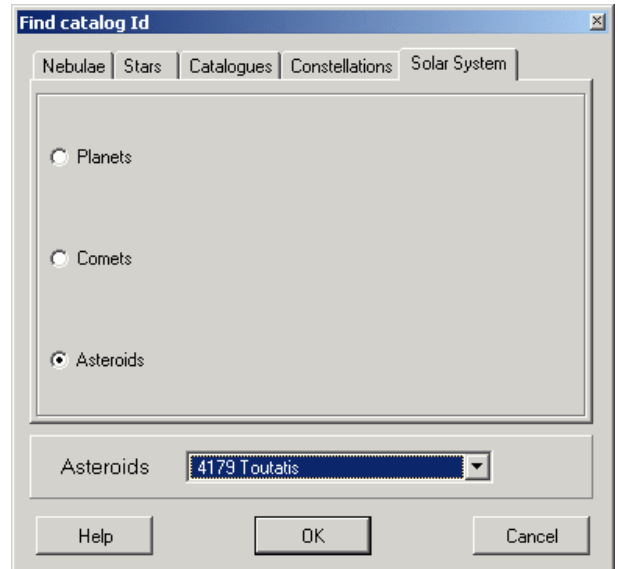 Find catalog Id
Nebulae Stars Catalogues Constellations Solar System
Planets
Comets
Asteroids
Asteroids 4179 Toutatis
Help OK Cancel